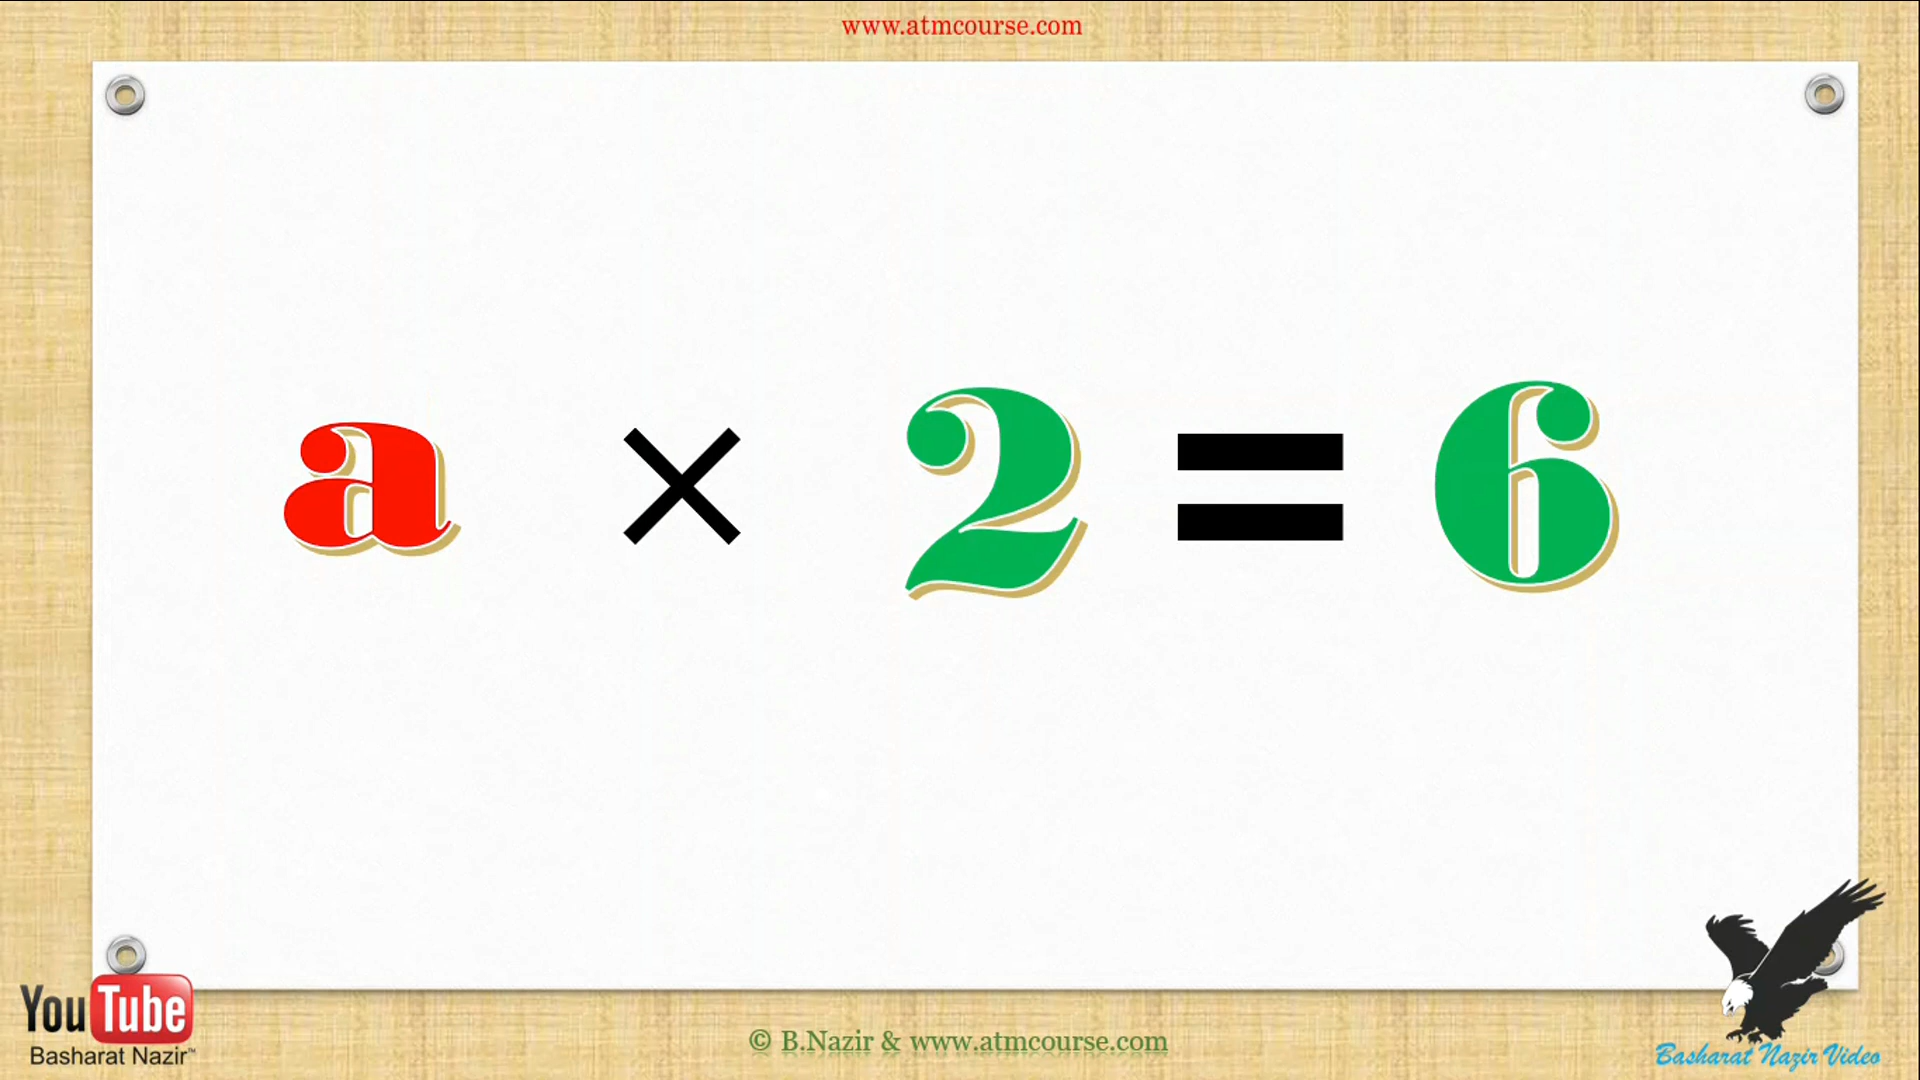 www.atmcourse.com
a × 2 = 6
YouTube
Basharat Nazir™
© B.Nazir & www.atmcourse.com
Basharat Nazir Video